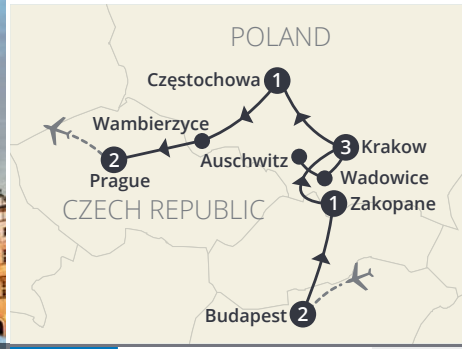 POLAND
Częstochowa 1
Wambierzyce
3 Krakow
Auschwitz
2
Prague
Wadowice
CZECH REPUBLIC
1 Zakopane
Budapest 2